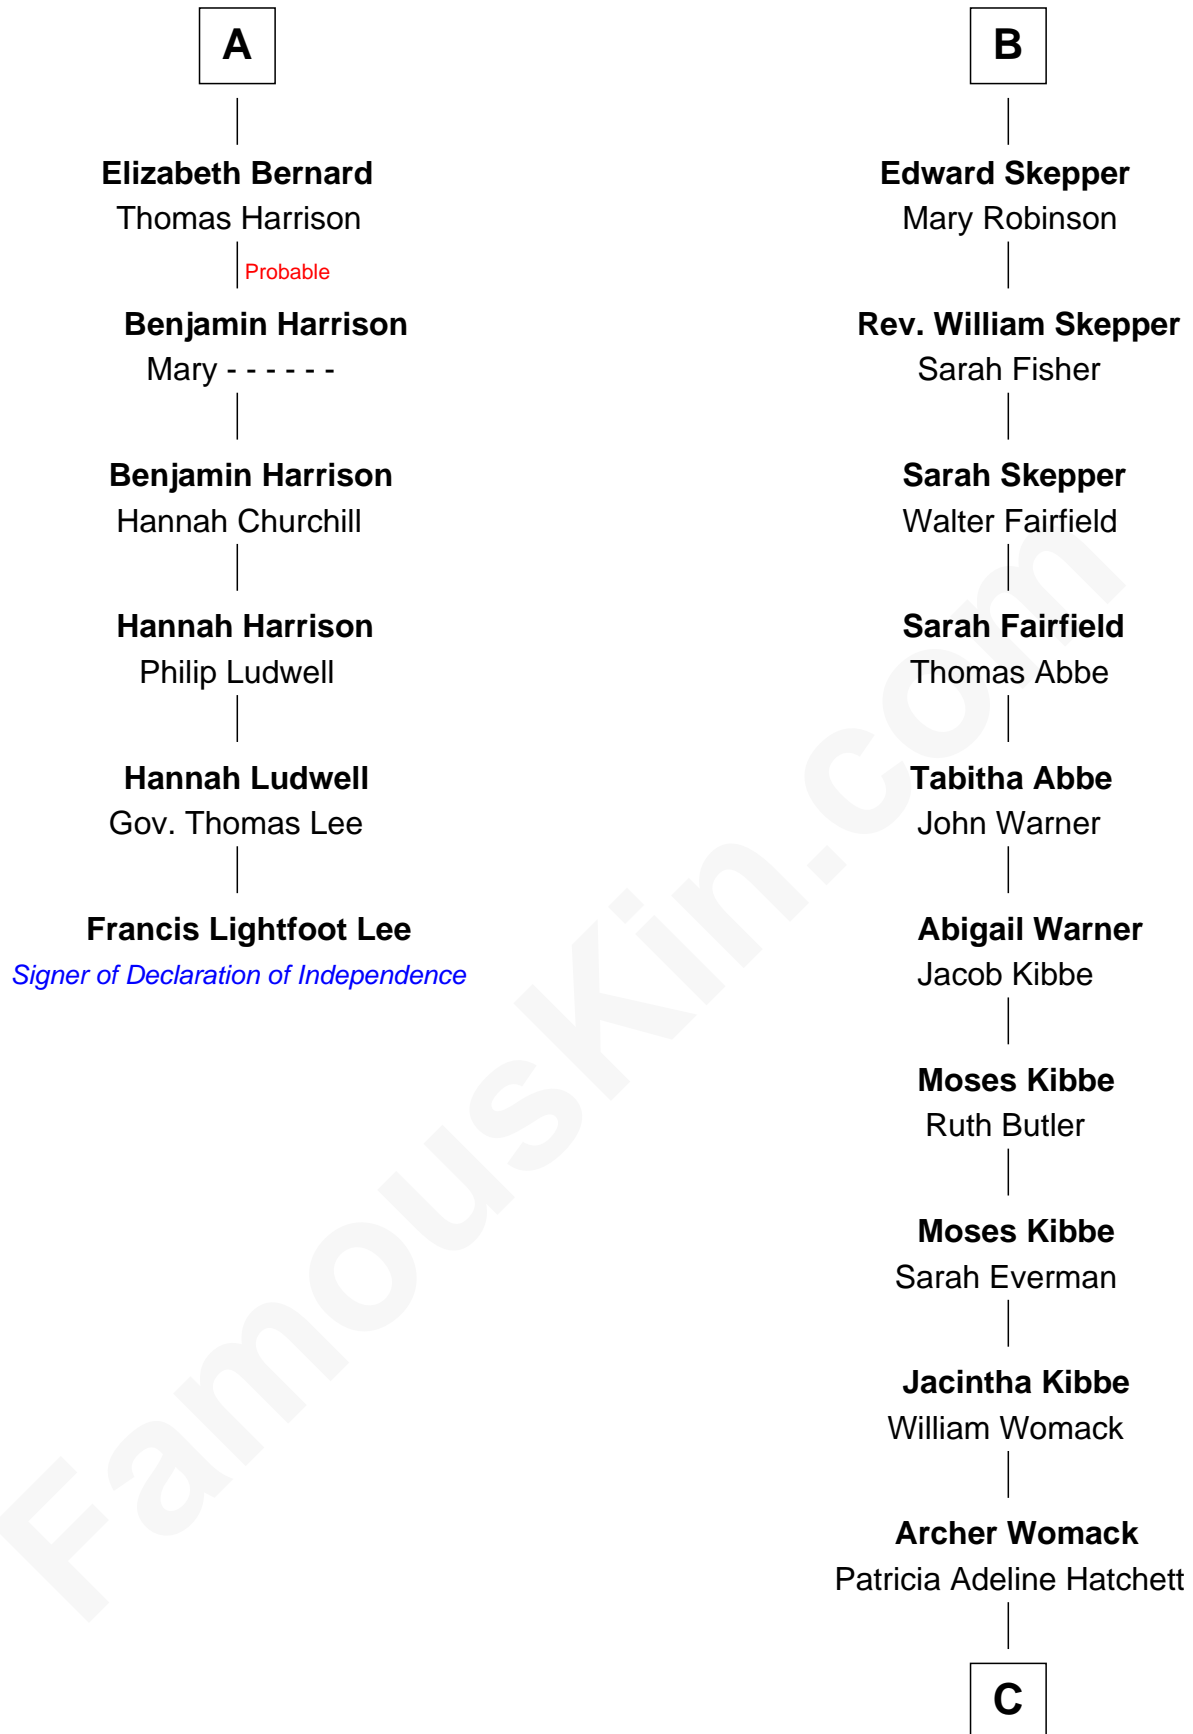 A
Elizabeth Bernard
Thomas Harrison
Probable
Benjamin Harrison
Mary - - - - - -
Benjamin Harrison
Hannah Churchill
Hannah Harrison
Philip Ludwell
Hannah Ludwell
Gov. Thomas Lee
Francis Lightfoot Lee
Signer of Declaration of Independence
B
Edward Skepper
Mary Robinson
Rev. William Skepper
Sarah Fisher
Sarah Skepper
Walter Fairfield
Sarah Fairfield
Thomas Abbe
Tabitha Abbe
John Warner
Abigail Warner
Jacob Kibbe
Moses Kibbe
Ruth Butler
Moses Kibbe
Sarah Everman
Jacintha Kibbe
William Womack
Archer Womack
Patricia Adeline Hatchett
C
FamousKin.com